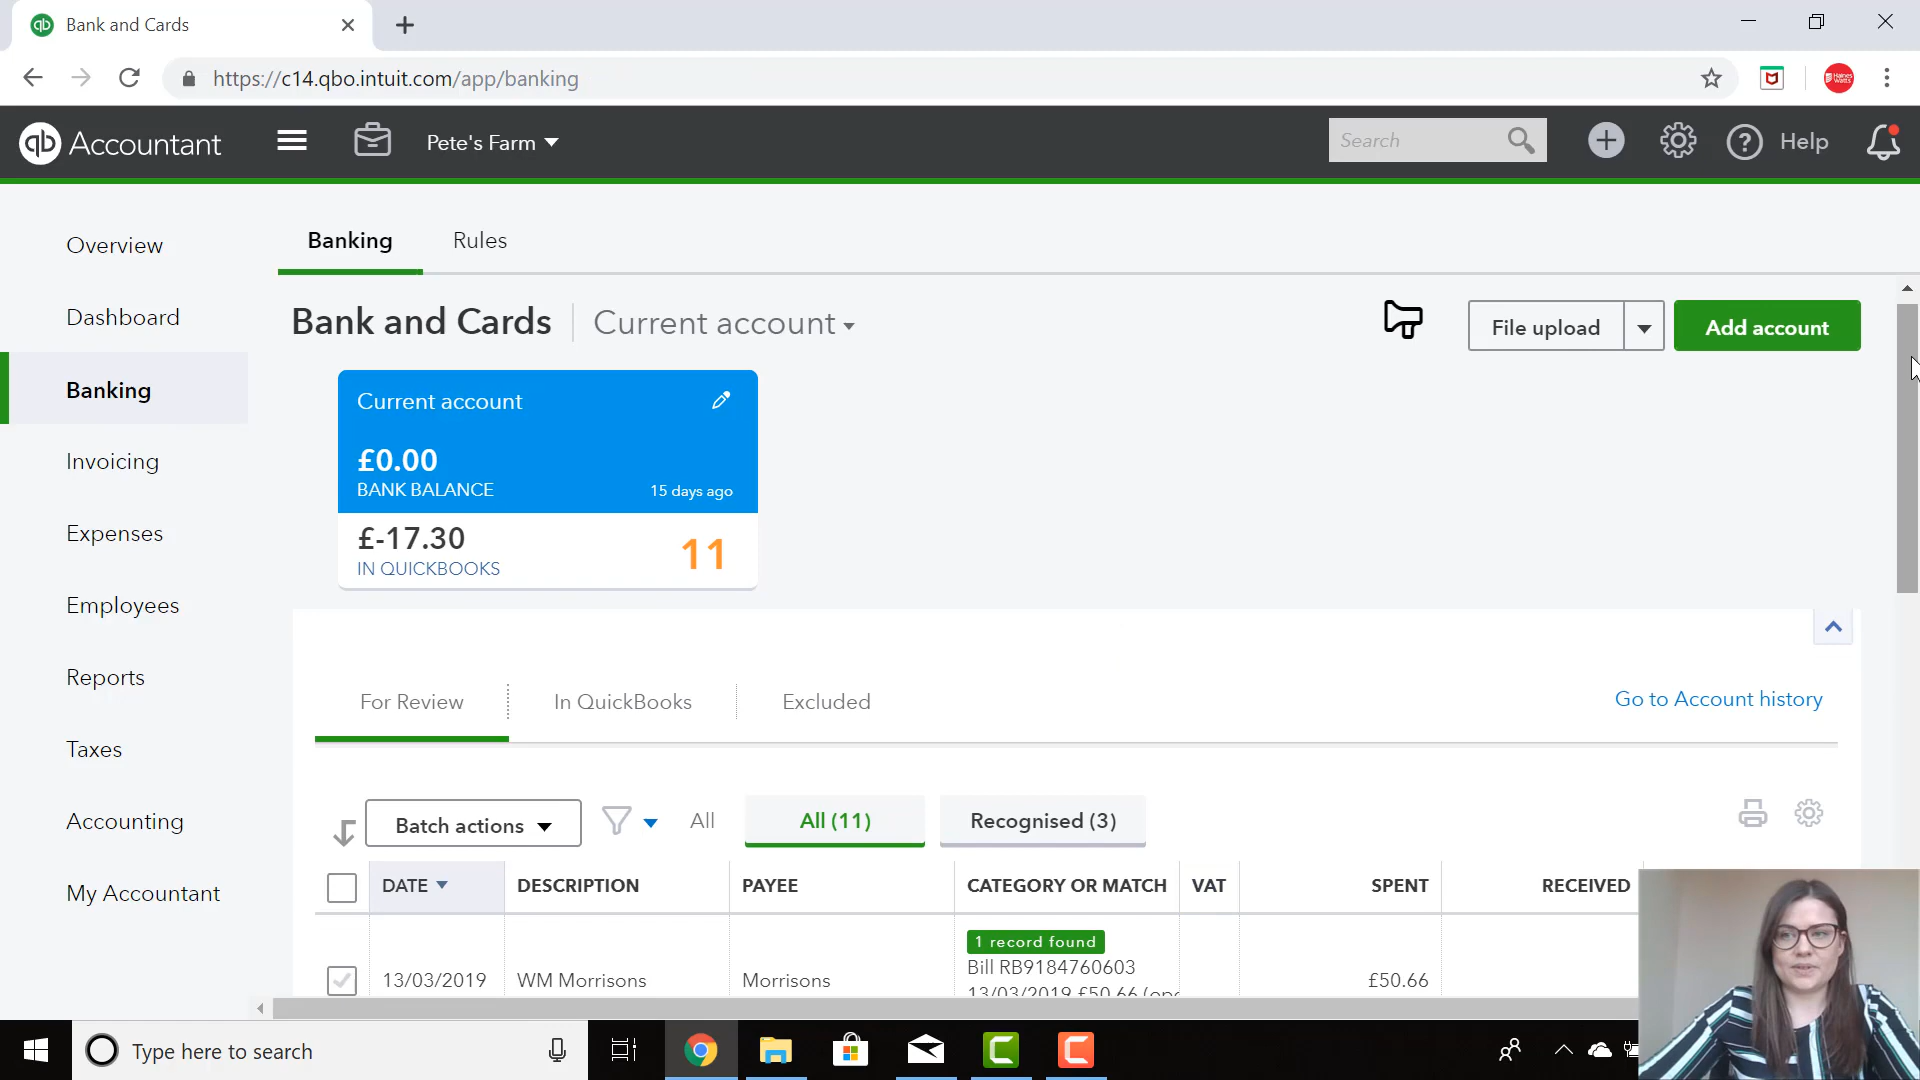 Bank and Cards
https://c14.qbo.intuit.com/app/banking
qb Accountant
Pete's Farm
Search
Help
Overview
Dashboard
Banking
Invoicing
Expenses
Employees
Reports
Taxes
Accounting
My Accountant
Banking
Rules
Bank and Cards
Current account
File upload
Add account
Current account
£0.00
BANK BALANCE
15 days ago
£-17.30
11
IN QUICKBOOKS
For Review
In QuickBooks
Excluded
Go to Account history
Batch actions
All
All (11)
Recognised (3)
DATE
DESCRIPTION
PAYEE
CATEGORY OR MATCH
VAT
SPENT
RECEIVED
13/03/2019
WM Morrisons
Morrisons
1 record found
Bill RB9184760603
13/03/2019 £50.66
£50.66
Type here to search